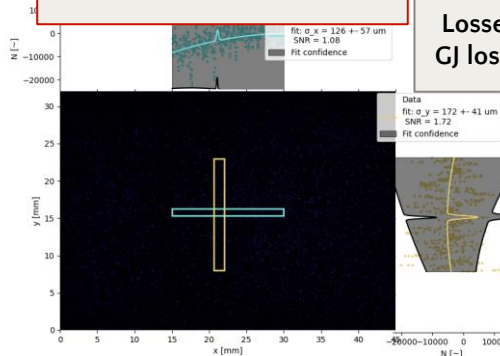 Losse
GJ los
N [~]
0
−10000
−20000
fit: σ_x = 126 +- 57 um
SNR = 1.08
Fit confidence
Data
fit: σ_y = 172 +- 41 um
SNR = 1.72
Fit confidence
y [mm]
30
25
20
15
10
5
0
0 5 10 15 20 25 30 35 40
x [mm]
−20000 −10000 0 1000
N [~]